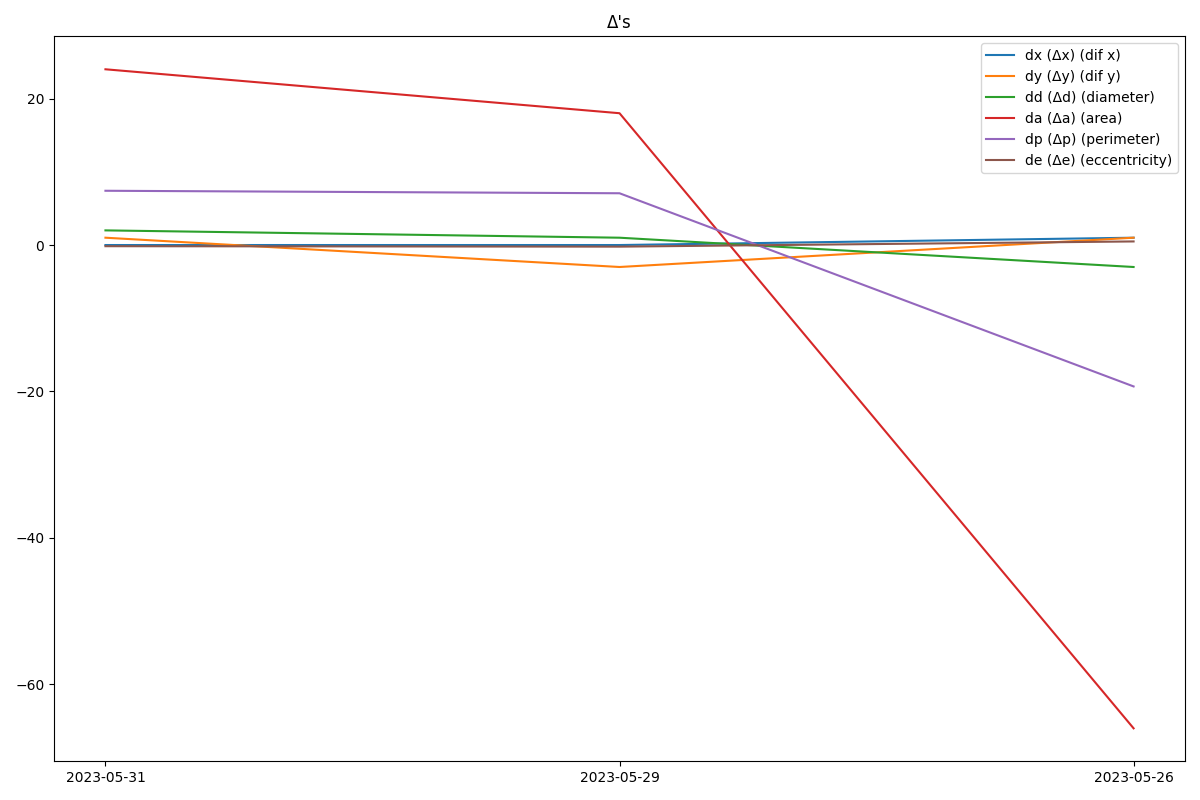 Δ's
dx (Δx) (dif x)
dy (Δy) (dif y)
dd (Δd) (diameter)
da (Δa) (area)
dp (Δp) (perimeter)
de (Δe) (eccentricity)
20
0
−20
−40
−60
2023-05-31
2023-05-29
2023-05-26